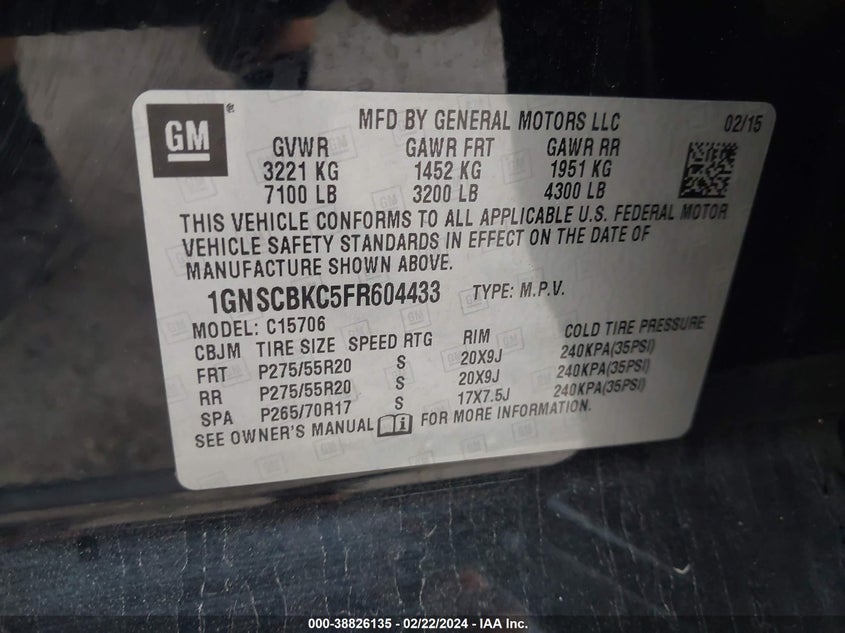 GM
®
MFD BY GENERAL MOTORS LLC 02/15
GVWR GAWR FRT GAWR RR
3221 KG 1452 KG 1951 KG
7100 LB 3200 LB 4300 LB
THIS VEHICLE CONFORMS TO ALL APPLICABLE U.S. FEDERAL MOTOR
VEHICLE SAFETY STANDARDS IN EFFECT ON THE DATE OF
MANUFACTURE SHOWN ABOVE.
1GNSCBKC5FR604433 TYPE: M.P.V.
MODEL: C15706
CBJM TIRE SIZE SPEED RTG RIM COLD TIRE PRESSURE
FRT P275/55R20 S 20X9J 240KPA(35PSI)
RR P275/55R20 S 20X9J 240KPA(35PSI)
SPA P265/70R17 S 17X7.5J 240KPA(35PSI)
SEE OWNER'S MANUAL FOR MORE INFORMATION.
000-38826135 - 02/22/2024 - IAA Inc.